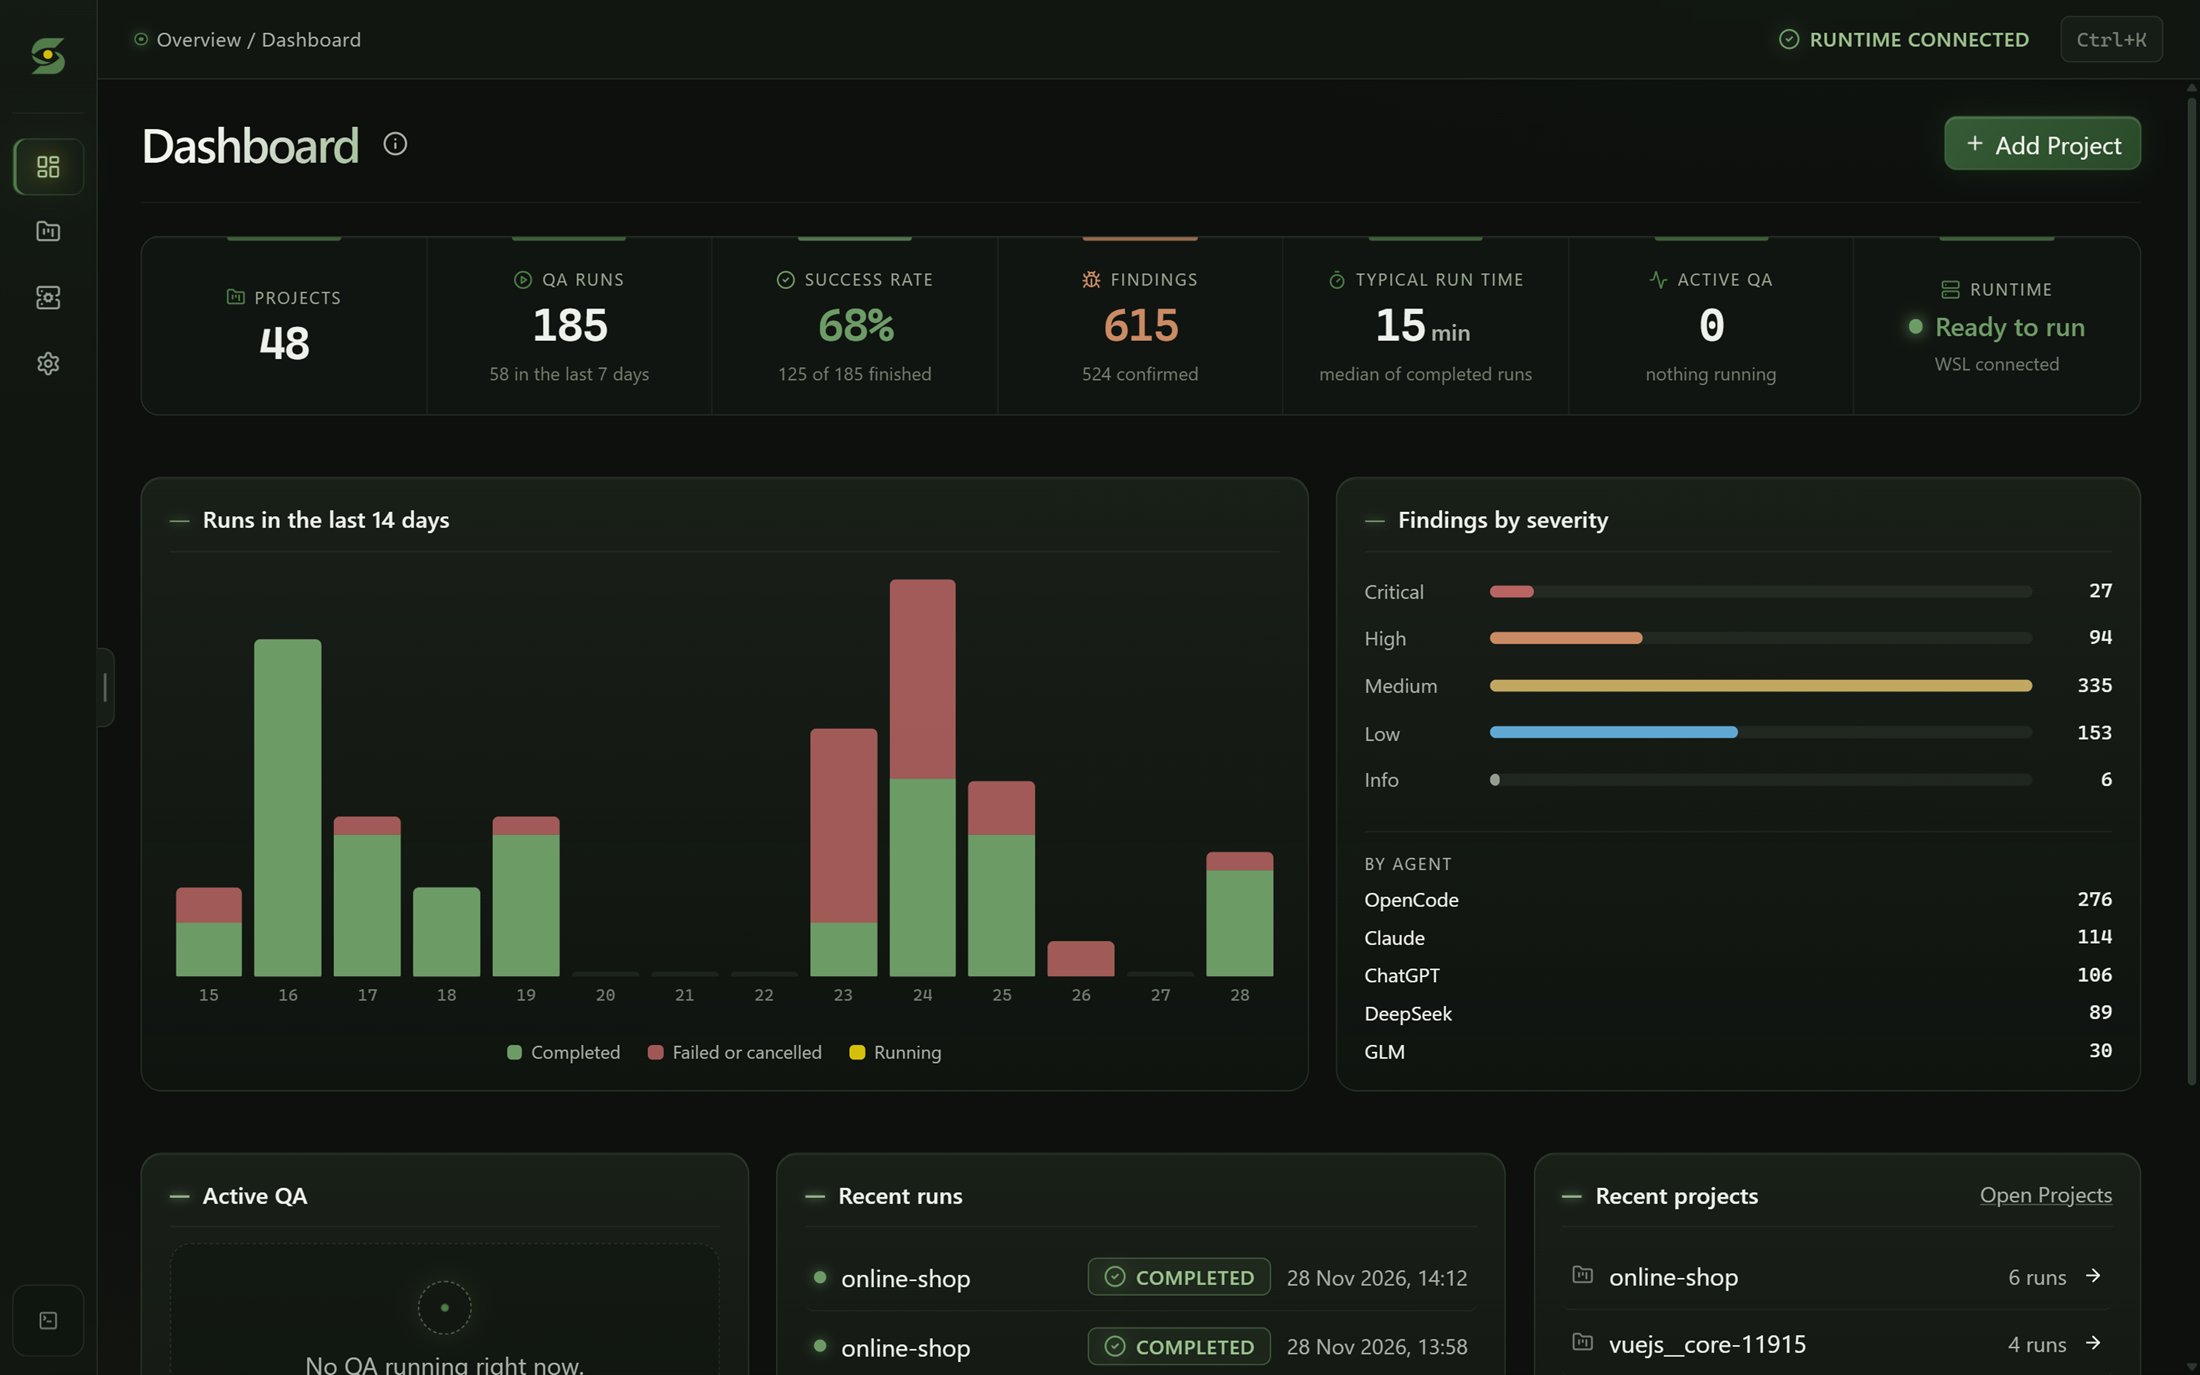 Overview / Dashboard
RUNTIME CONNECTED
Ctrl+K
Dashboard
+ Add Project
PROJECTS
48
QA RUNS
185
58 in the last 7 days
SUCCESS RATE
68%
125 of 185 finished
FINDINGS
615
524 confirmed
TYPICAL RUN TIME
15 min
median of completed runs
ACTIVE QA
0
nothing running
RUNTIME
Ready to run
WSL connected
Runs in the last 14 days
15 16 17 18 19 20 21 22 23 24 25 26 27 28
Completed Failed or cancelled Running
Findings by severity
Critical 27
High 94
Medium 335
Low 153
Info 6
BY AGENT
OpenCode 276
Claude 114
ChatGPT 106
DeepSeek 89
GLM 30
Active QA
No QA running right now.
Recent runs
online-shop COMPLETED 28 Nov 2026, 14:12
online-shop COMPLETED 28 Nov 2026, 13:58
Recent projects Open Projects
online-shop 6 runs →
vuejs__core-11915 4 runs →